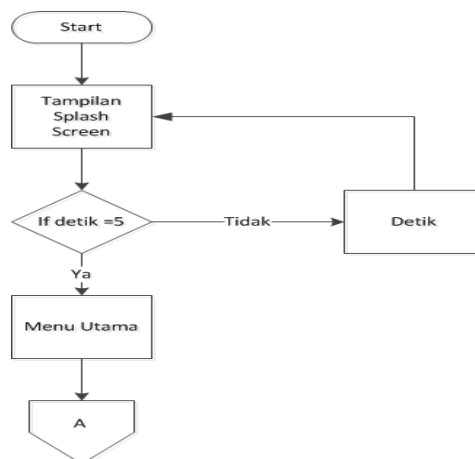 Start
Tampilan
Splash
Screen
If detik =5
Tidak
Detik
Ya
Menu Utama
A